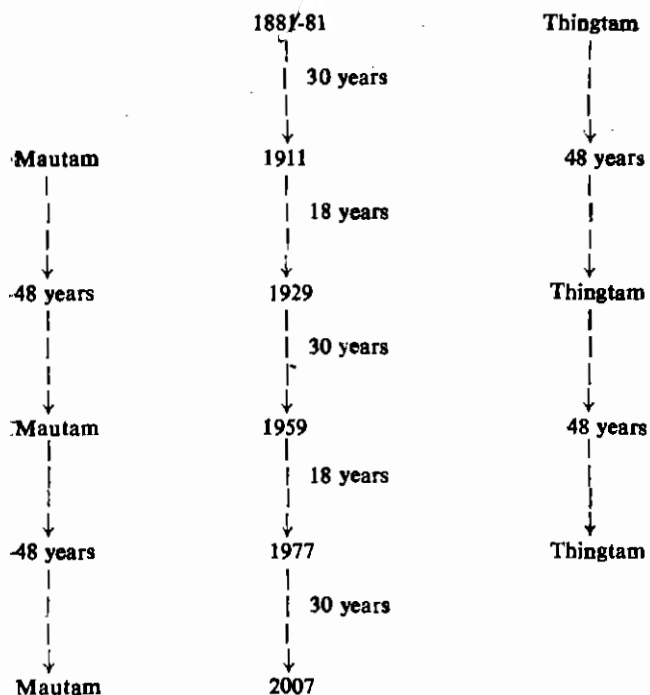 1881-81 Thingtam
30 years
Mautam 1911 48 years
18 years
48 years 1929 Thingtam
30 years
Mautam 1959 48 years
18 years
48 years 1977 Thingtam
30 years
Mautam 2007